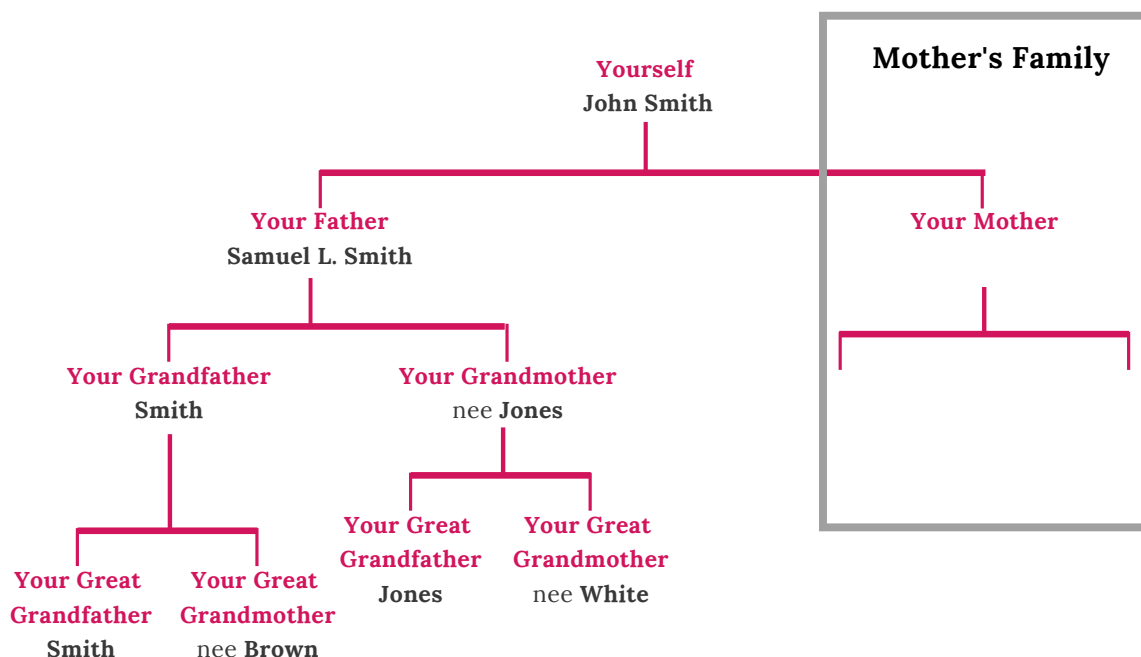 Mother's Family
Yourself
John Smith
Your Father
Samuel L. Smith
Your Mother
Your Grandfather
Smith
Your Grandmother
nee Jones
Your Great
Grandfather
Jones
Your Great
Grandmother
nee White
Your Great
Grandfather
Smith
Your Great
Grandmother
nee Brown